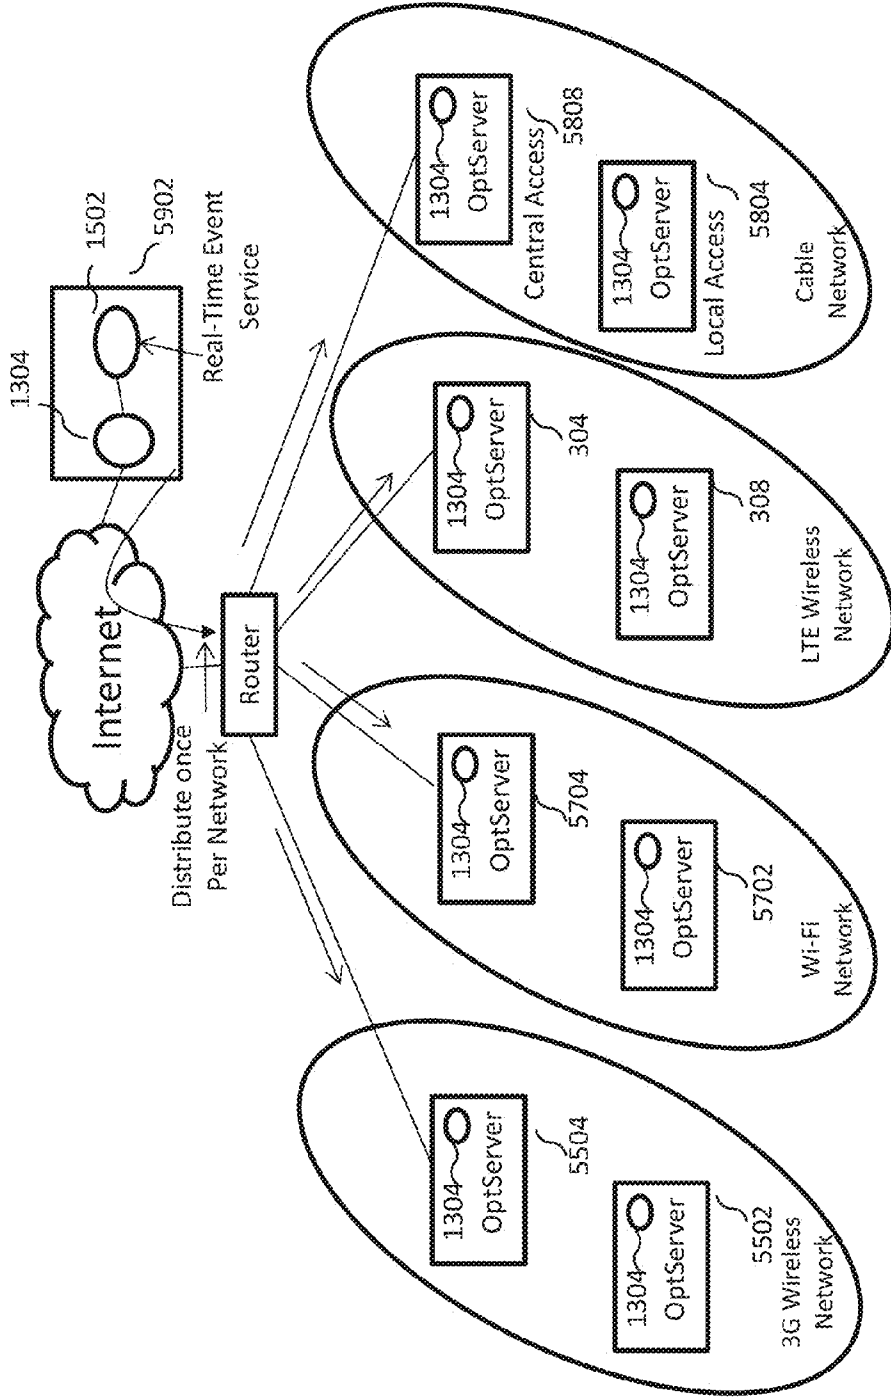 1304
1502
5902
Internet
Real-Time Event
Service
Distribute once
Per Network
Router
1304
OptServer
5504
1304
OptServer
5502
3G Wireless
Network
1304
OptServer
5704
1304
OptServer
5702
Wi-Fi
Network
1304
OptServer
304
1304
OptServer
308
LTE Wireless
Network
1304
OptServer
Central Access
5808
1304
OptServer
Local Access
5804
Cable
Network